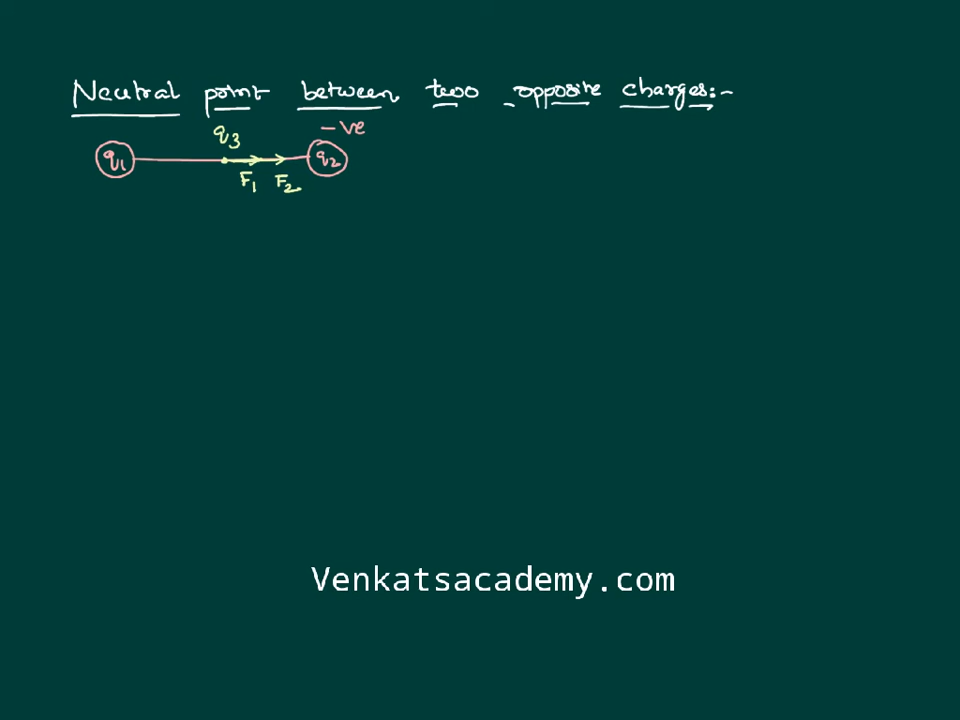 Neutral point between two opposite charges:-
q3 -ve
q1 q2
F1 F2
Venkatsacademy.com